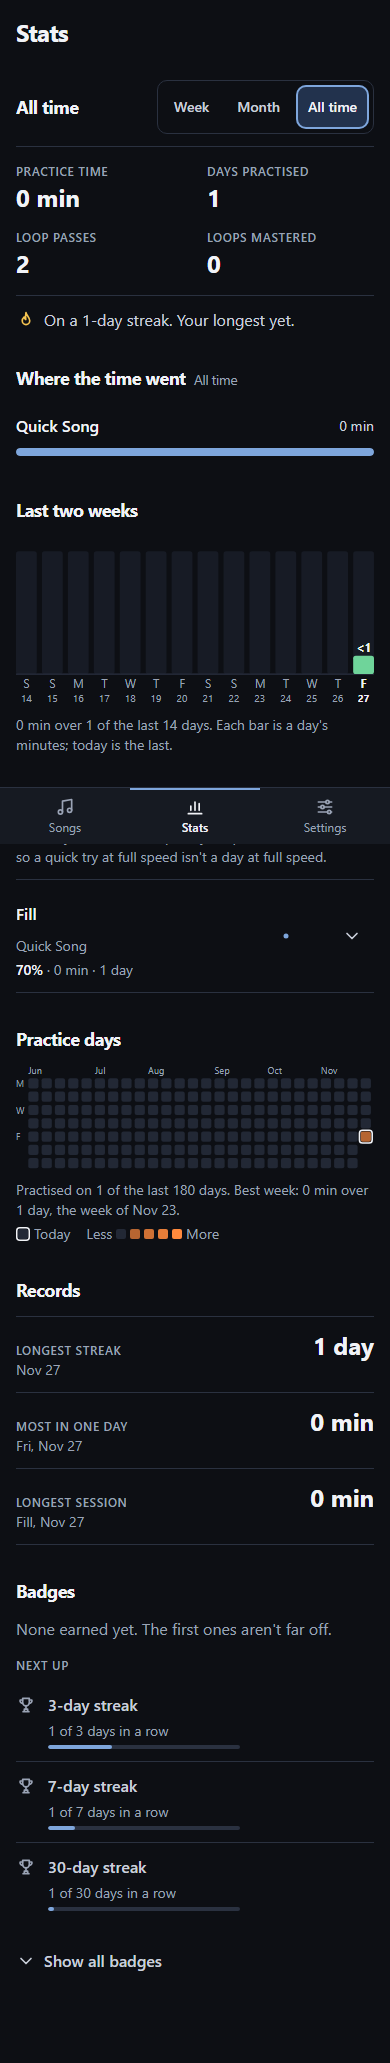 Stats
All time
Week Month All time
PRACTICE TIME DAYS PRACTISED
0 min 1
LOOP PASSES LOOPS MASTERED
2 0
On a 1-day streak. Your longest yet.
Where the time went All time
Quick Song 0 min
Last two weeks
<1
S S M T W T F S S M T W T F
14 15 16 17 18 19 20 21 22 23 24 25 26 27
0 min over 1 of the last 14 days. Each bar is a day's
minutes; today is the last.
Songs Stats Settings
so a quick try at full speed isn't a day at full speed.
Fill
Quick Song
70% · 0 min · 1 day
Practice days
Jun Jul Aug Sep Oct Nov
M
W
F
Practised on 1 of the last 180 days. Best week: 0 min over
1 day, the week of Nov 23.
Today Less More
Records
LONGEST STREAK 1 day
Nov 27
MOST IN ONE DAY 0 min
Fri, Nov 27
LONGEST SESSION 0 min
Fill, Nov 27
Badges
None earned yet. The first ones aren't far off.
NEXT UP
3-day streak
1 of 3 days in a row
7-day streak
1 of 7 days in a row
30-day streak
1 of 30 days in a row
Show all badges